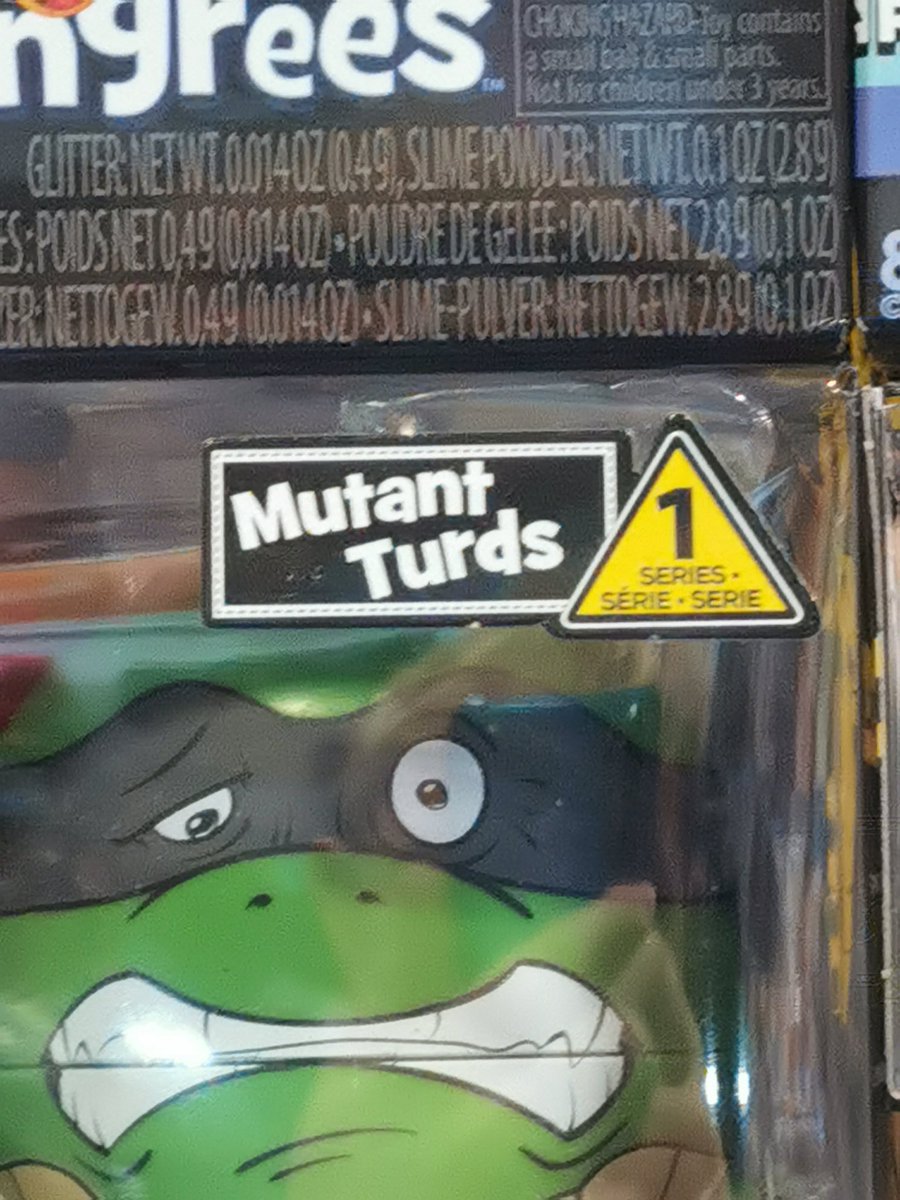 ngrees™
CHOKING HAZARD-Toy contains
a small ball & small parts.
Not for children under 3 years.
GLITTER: NET WT. 0.014 OZ (0.4g), SLIME POWDER: NET WT. 0.1 OZ (2.8g)
ES: POIDS NET 0,4g (0,014 OZ) • POUDRE DE GELÉE: POIDS NET 2,8g (0,1 OZ)
ER: NETTOGEW. 0,4g (0,014 OZ) • SLIME-PULVER: NETTOGEW. 2,8g (0,1 OZ)
8
©
Mutant
Turds
1
SERIES •
SÉRIE • SERIE